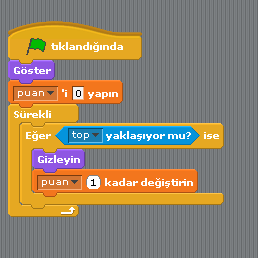 tıklandığında
Göster
puan 'i 0 yapın
Sürekli
Eğer top yaklaşıyor mu? ise
Gizleyin
puan 1 kadar değiştirin